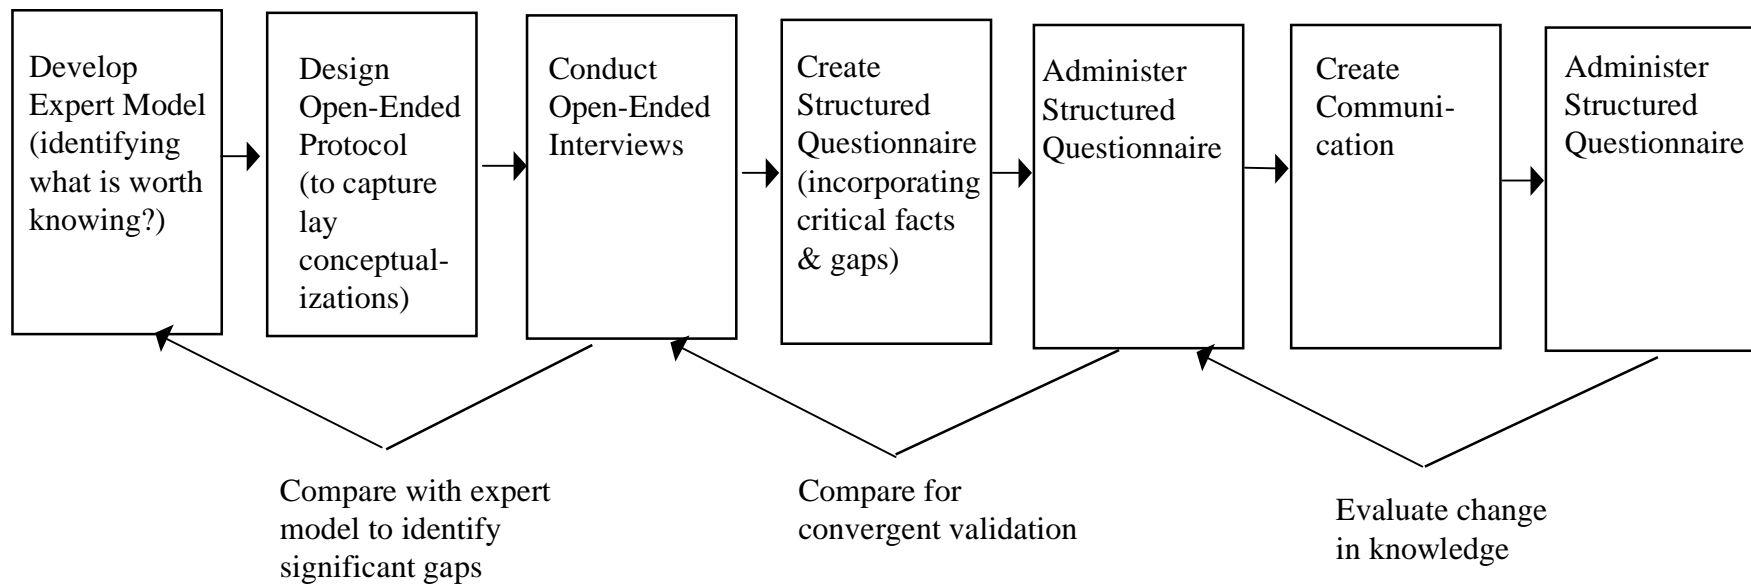 Develop
Expert Model
(identifying
what is worth
knowing?)
Design
Open-Ended
Protocol
(to capture
lay
conceptual-
izations)
Conduct
Open-Ended
Interviews
Create
Structured
Questionnaire
(incorporating
critical facts
& gaps)
Administer
Structured
Questionnaire
Create
Communi-
cation
Administer
Structured
Questionnaire
Compare with expert
model to identify
significant gaps
Compare for
convergent validation
Evaluate change
in knowledge